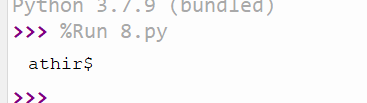 Python 3.7.9 (bundled)
>>> %Run 8.py
athir$
>>>